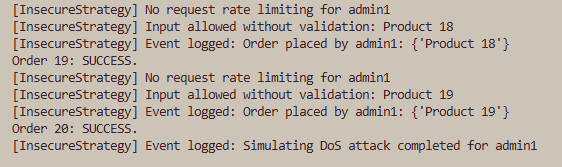 [InsecureStrategy] No request rate limiting for admin1
[InsecureStrategy] Input allowed without validation: Product 18
[InsecureStrategy] Event logged: Order placed by admin1: {'Product 18'}
Order 19: SUCCESS.
[InsecureStrategy] No request rate limiting for admin1
[InsecureStrategy] Input allowed without validation: Product 19
[InsecureStrategy] Event logged: Order placed by admin1: {'Product 19'}
Order 20: SUCCESS.
[InsecureStrategy] Event logged: Simulating DoS attack completed for admin1